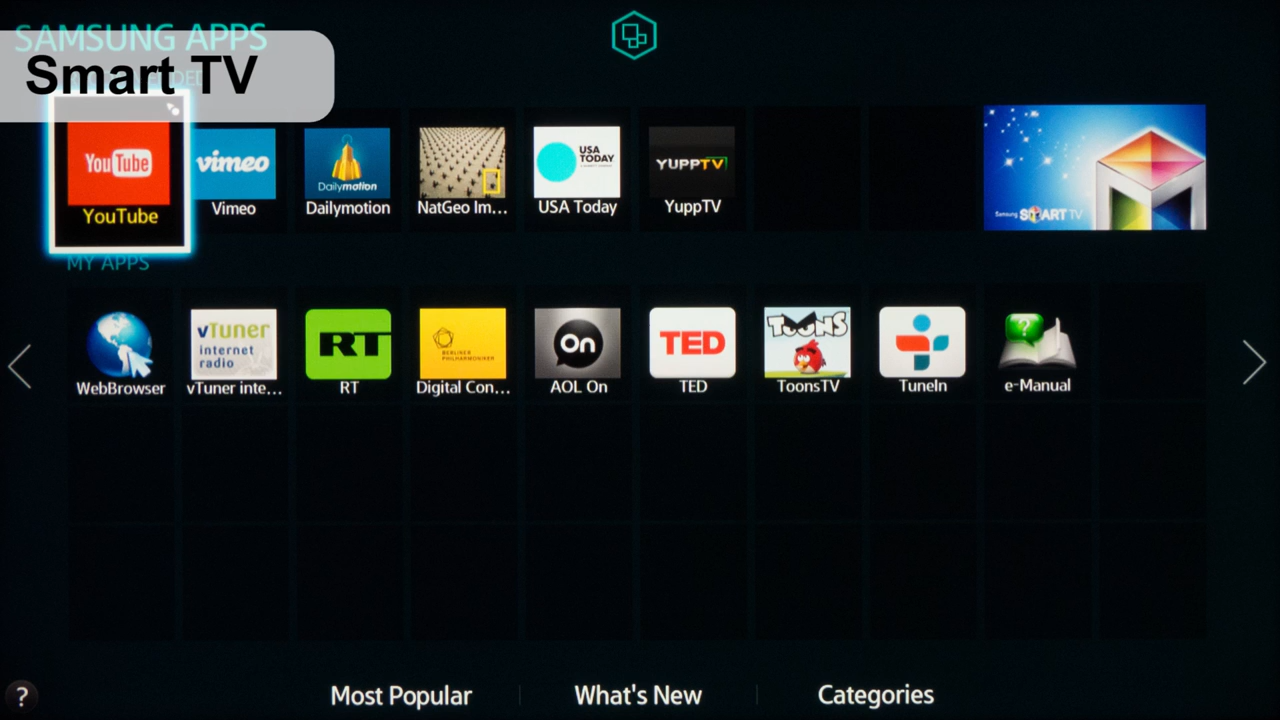 SAMSUNG APPS
Smart TV
YouTube
vimeo
Dailymotion
USA
TODAY
YUPPTV
Samsung SMART TV
YouTube
Vimeo
Dailymotion
NatGeo Im...
USA Today
YuppTV
MY APPS
vTuner
internet
radio
RT
BERLINER
PHILHARMONIKER
On
TED
TOONS
?
WebBrowser
vTuner inte...
RT
Digital Con...
AOL On
TED
ToonsTV
TuneIn
e-Manual
?
Most Popular
What's New
Categories